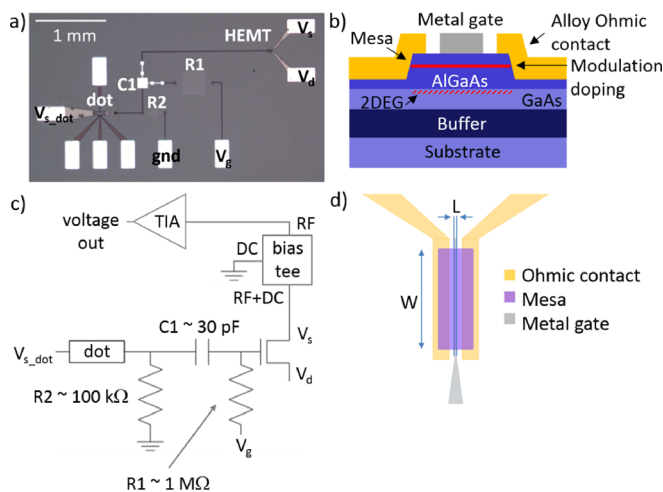 a)
1 mm
HEMT
Vs
Vd
R1
C1
R2
dot
Vs_dot
gnd
Vg
b)
Metal gate
Mesa
Alloy Ohmic
contact
Modulation
doping
AlGaAs
2DEG
GaAs
Buffer
Substrate
c)
voltage
out
TIA
RF
DC
bias
tee
RF+DC
C1 ~ 30 pF
Vs
Vs_dot
dot
Vd
R2 ~ 100 kΩ
Vg
R1 ~ 1 MΩ
d)
L
W
Ohmic contact
Mesa
Metal gate